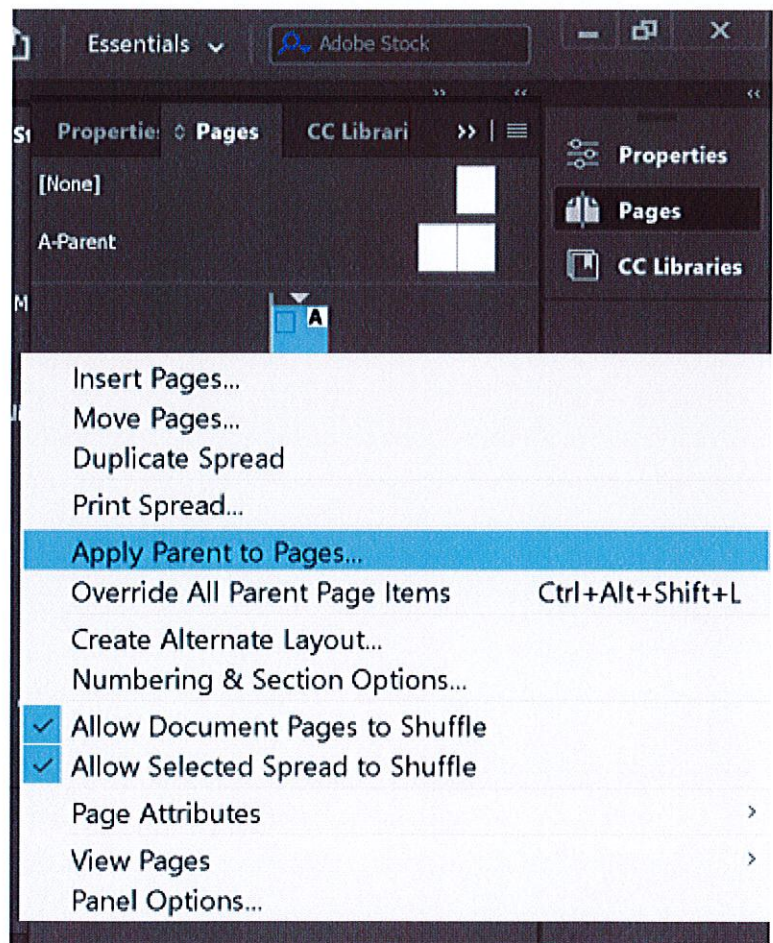 Essentials
Adobe Stock
Properties
Pages
CC Librari
[None]
A-Parent
A
Properties
Pages
CC Libraries
Insert Pages...
Move Pages...
Duplicate Spread
Print Spread...
Apply Parent to Pages...
Override All Parent Page Items Ctrl+Alt+Shift+L
Create Alternate Layout...
Numbering & Section Options...
Allow Document Pages to Shuffle
Allow Selected Spread to Shuffle
Page Attributes
View Pages
Panel Options...